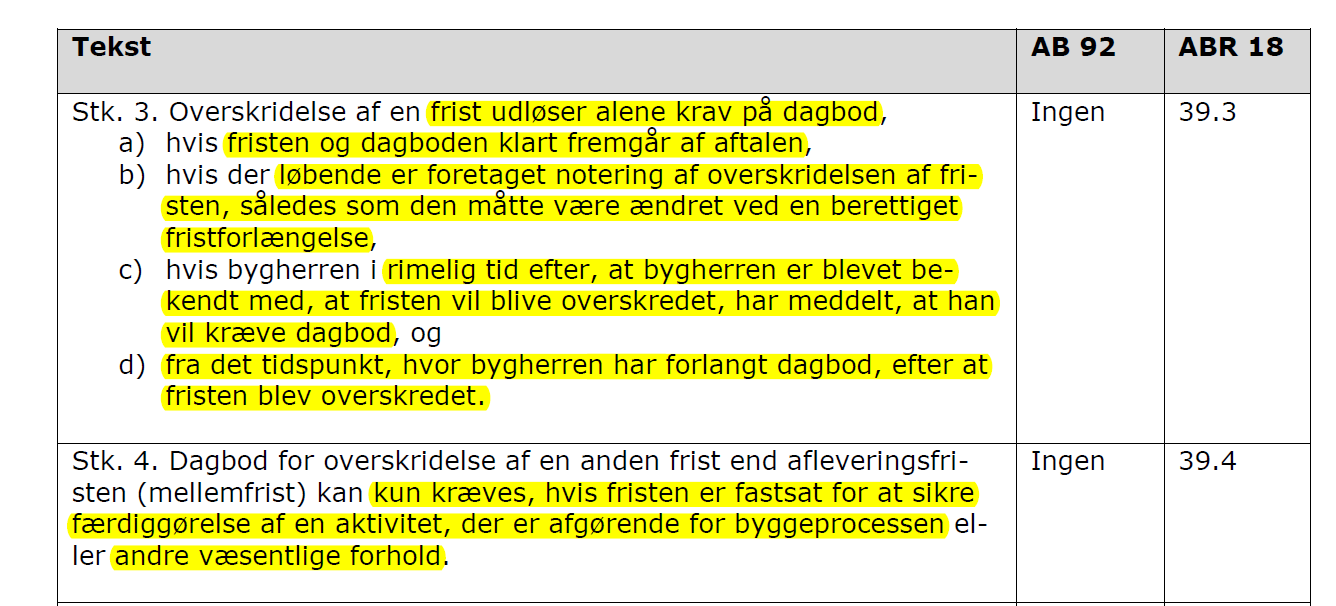 Tekst AB 92 ABR 18
Stk. 3. Overskridelse af en frist udløser alene krav på dagbod, Ingen 39.3
a) hvis fristen og dagboden klart fremgår af aftalen,
b) hvis der løbende er foretaget notering af overskridelsen af fri-
sten, således som den måtte være ændret ved en berettiget
fristforlængelse,
c) hvis bygherren i rimelig tid efter, at bygherren er blevet be-
kendt med, at fristen vil blive overskredet, har meddelt, at han
vil kræve dagbod, og
d) fra det tidspunkt, hvor bygherren har forlangt dagbod, efter at
fristen blev overskredet.
Stk. 4. Dagbod for overskridelse af en anden frist end afleveringsfri- Ingen 39.4
sten (mellemfrist) kan kun kræves, hvis fristen er fastsat for at sikre
færdiggørelse af en aktivitet, der er afgørende for byggeprocessen el-
ler andre væsentlige forhold.